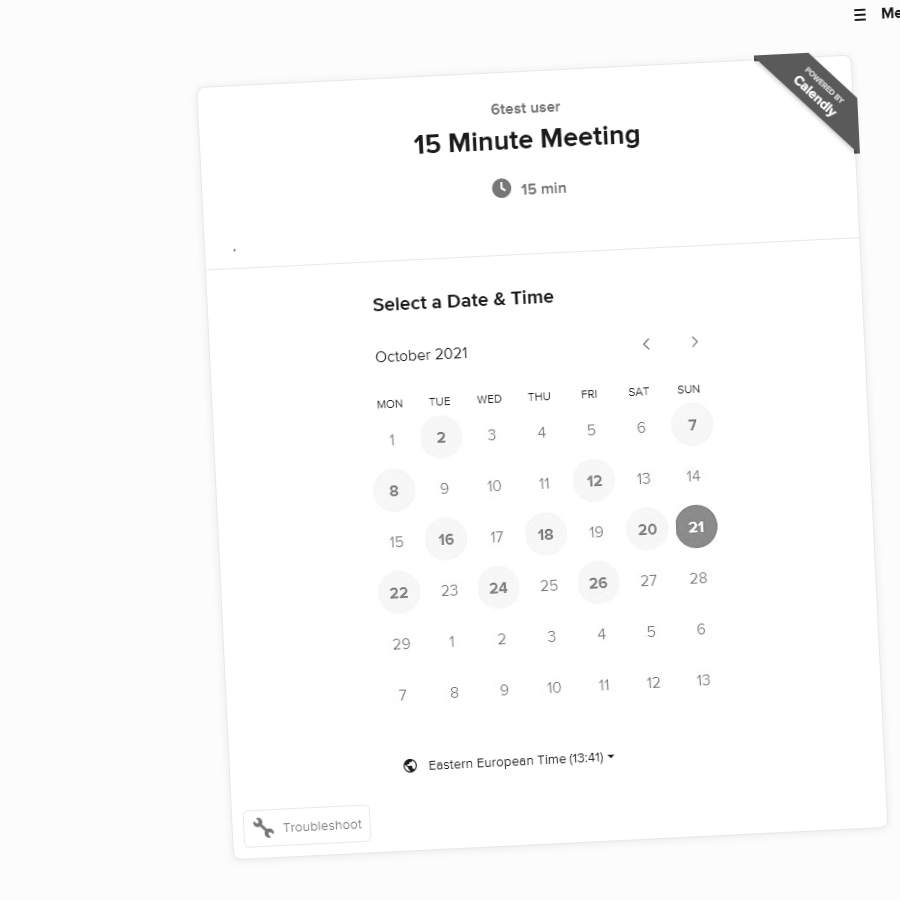 Me
POWERED BY
Calendly
6test user
15 Minute Meeting
15 min
Select a Date & Time
October 2021
MON TUE WED THU FRI SAT SUN
1 2 3 4 5 6 7
8 9 10 11 12 13 14
15 16 17 18 19 20 21
22 23 24 25 26 27 28
29 1 2 3 4 5 6
7 8 9 10 11 12 13
Eastern European Time (13:41)
Troubleshoot